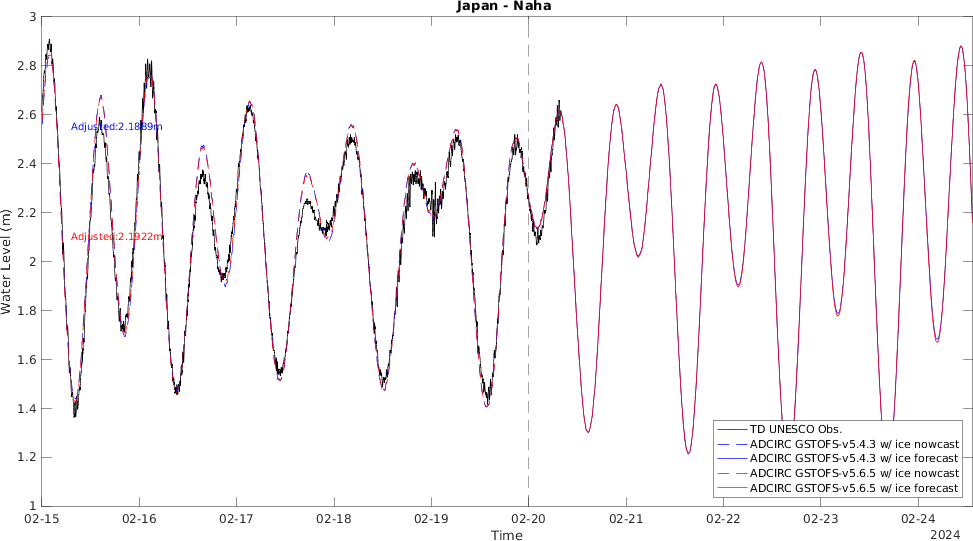 Japan - Naha
3
2.8
2.6
2.4
2.2
2
1.8
1.6
1.4
1.2
1
Water Level (m)
Adjusted:2.1889m
Adjusted:2.1922m
TD UNESCO Obs.
ADCIRC GSTOFS-v5.4.3 w/ ice nowcast
ADCIRC GSTOFS-v5.4.3 w/ ice forecast
ADCIRC GSTOFS-v5.6.5 w/ ice nowcast
ADCIRC GSTOFS-v5.6.5 w/ ice forecast
02-15 02-16 02-17 02-18 02-19 02-20 02-21 02-22 02-23 02-24
Time
2024